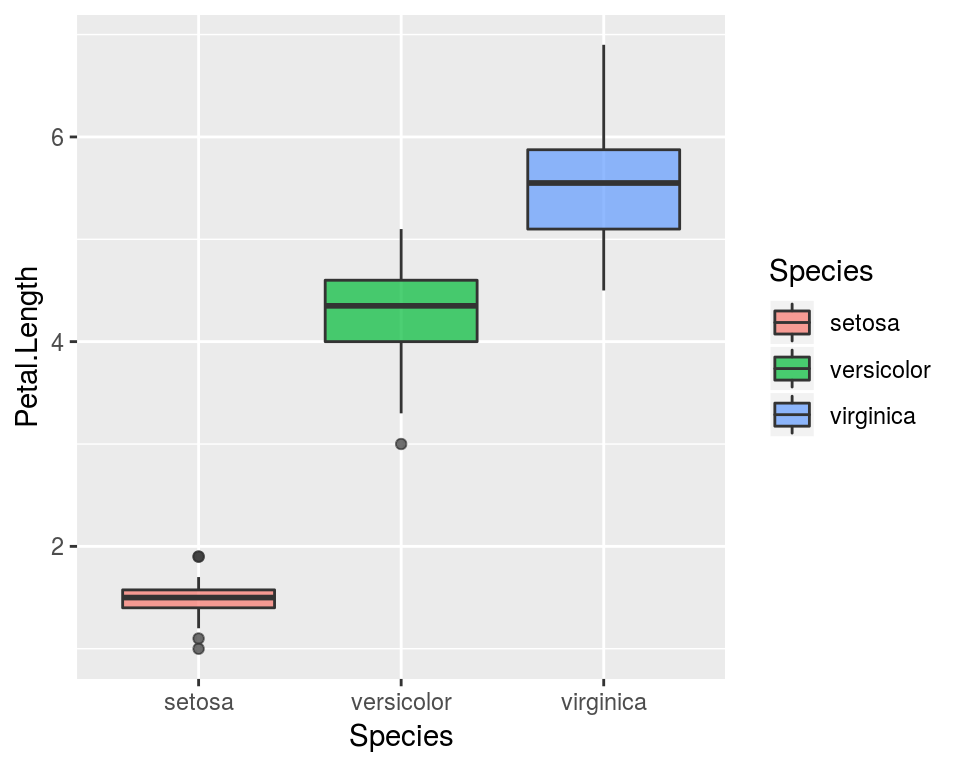 Petal.Length
6
4
2
setosa versicolor virginica
Species
Species
setosa
versicolor
virginica